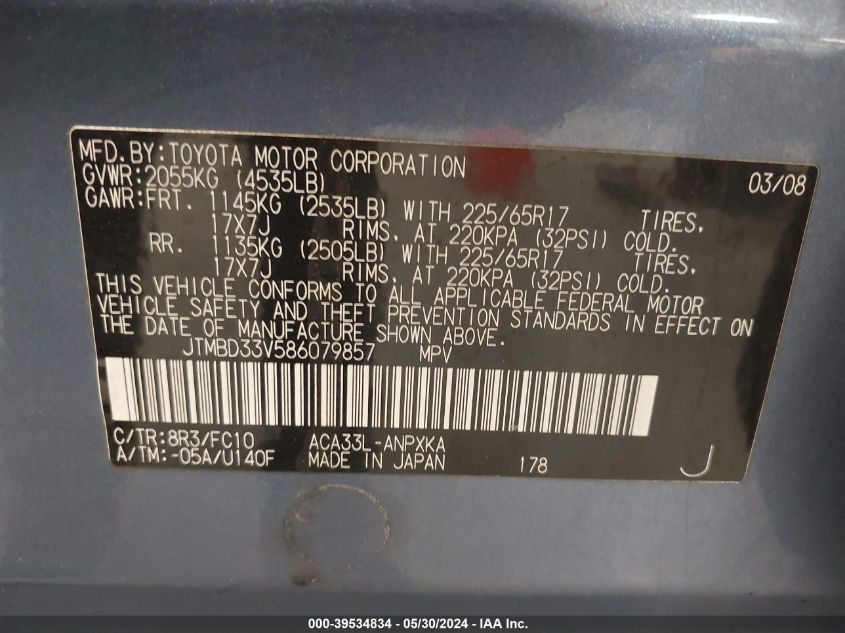 MFD.BY:TOYOTA MOTOR CORPORATION 03/08
GVWR:2055KG (4535LB)
GAWR:FRT. 1145KG (2535LB) WITH 225/65R17 TIRES,
17X7J RIMS, AT 220KPA (32PSI) COLD.
RR. 1135KG (2505LB) WITH 225/65R17 TIRES,
17X7J RIMS, AT 220KPA (32PSI) COLD.
THIS VEHICLE CONFORMS TO ALL APPLICABLE FEDERAL MOTOR
VEHICLE SAFETY AND THEFT PREVENTION STANDARDS IN EFFECT ON
THE DATE OF MANUFACTURE SHOWN ABOVE.
JTMBD33V586079857 MPV
C/TR:8R3/FC10 ACA33L-ANPXKA
A/TM:-05A/U140F MADE IN JAPAN 178 J
000-39534834 - 05/30/2024 - IAA Inc.